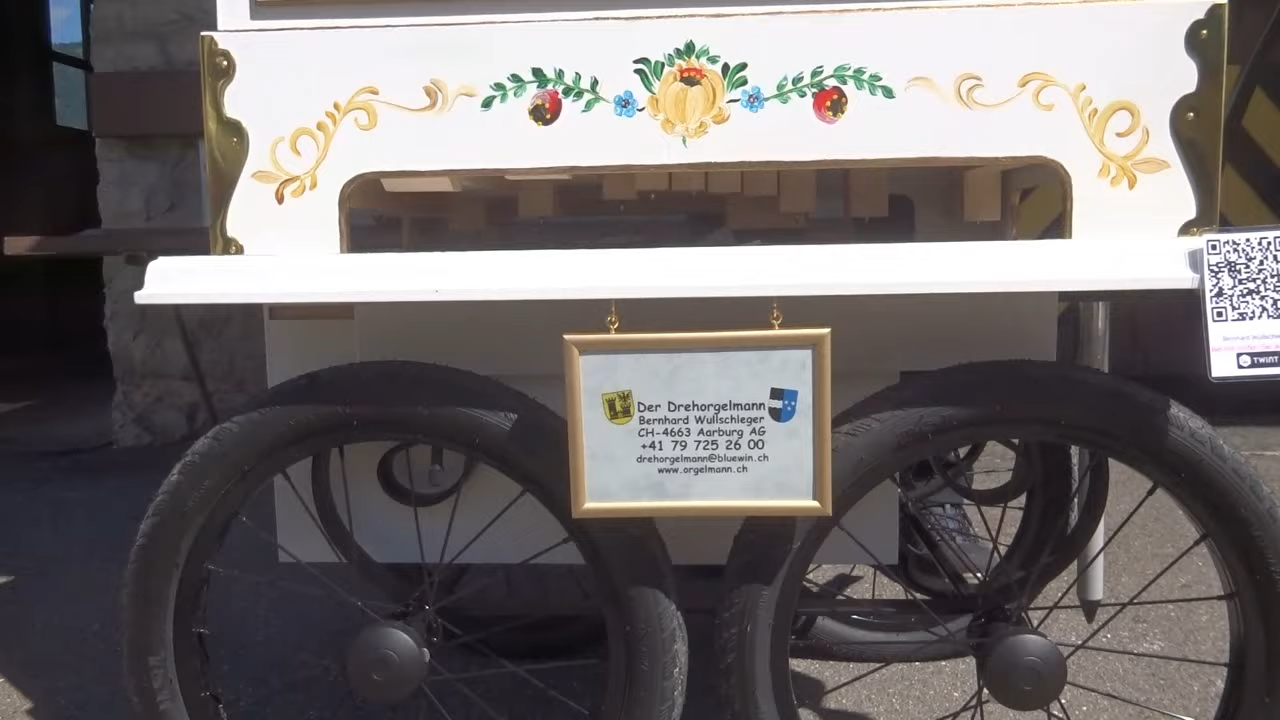 Der Drehorgelmann
Bernhard Wullschleger
CH-4663 Aarburg AG
+41 79 725 26 00
drehorgelmann@bluewin.ch
www.orgelmann.ch
Bernhard
TWINT